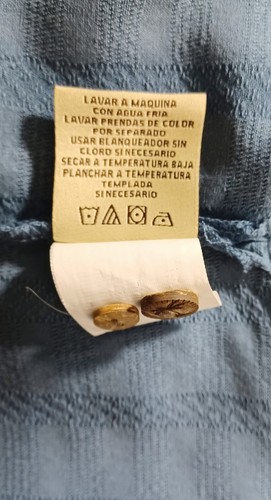 LAVAR A MAQUINA
CON AGUA FRIA
LAVAR PRENDAS DE COLOR
POR SEPARADO
USAR BLANQUEADOR SIN
CLORO SI NECESARIO
SECAR A TEMPERATURA BAJA
PLANCHAR A TEMPERATURA
TEMPLADA
SI NECESARIO